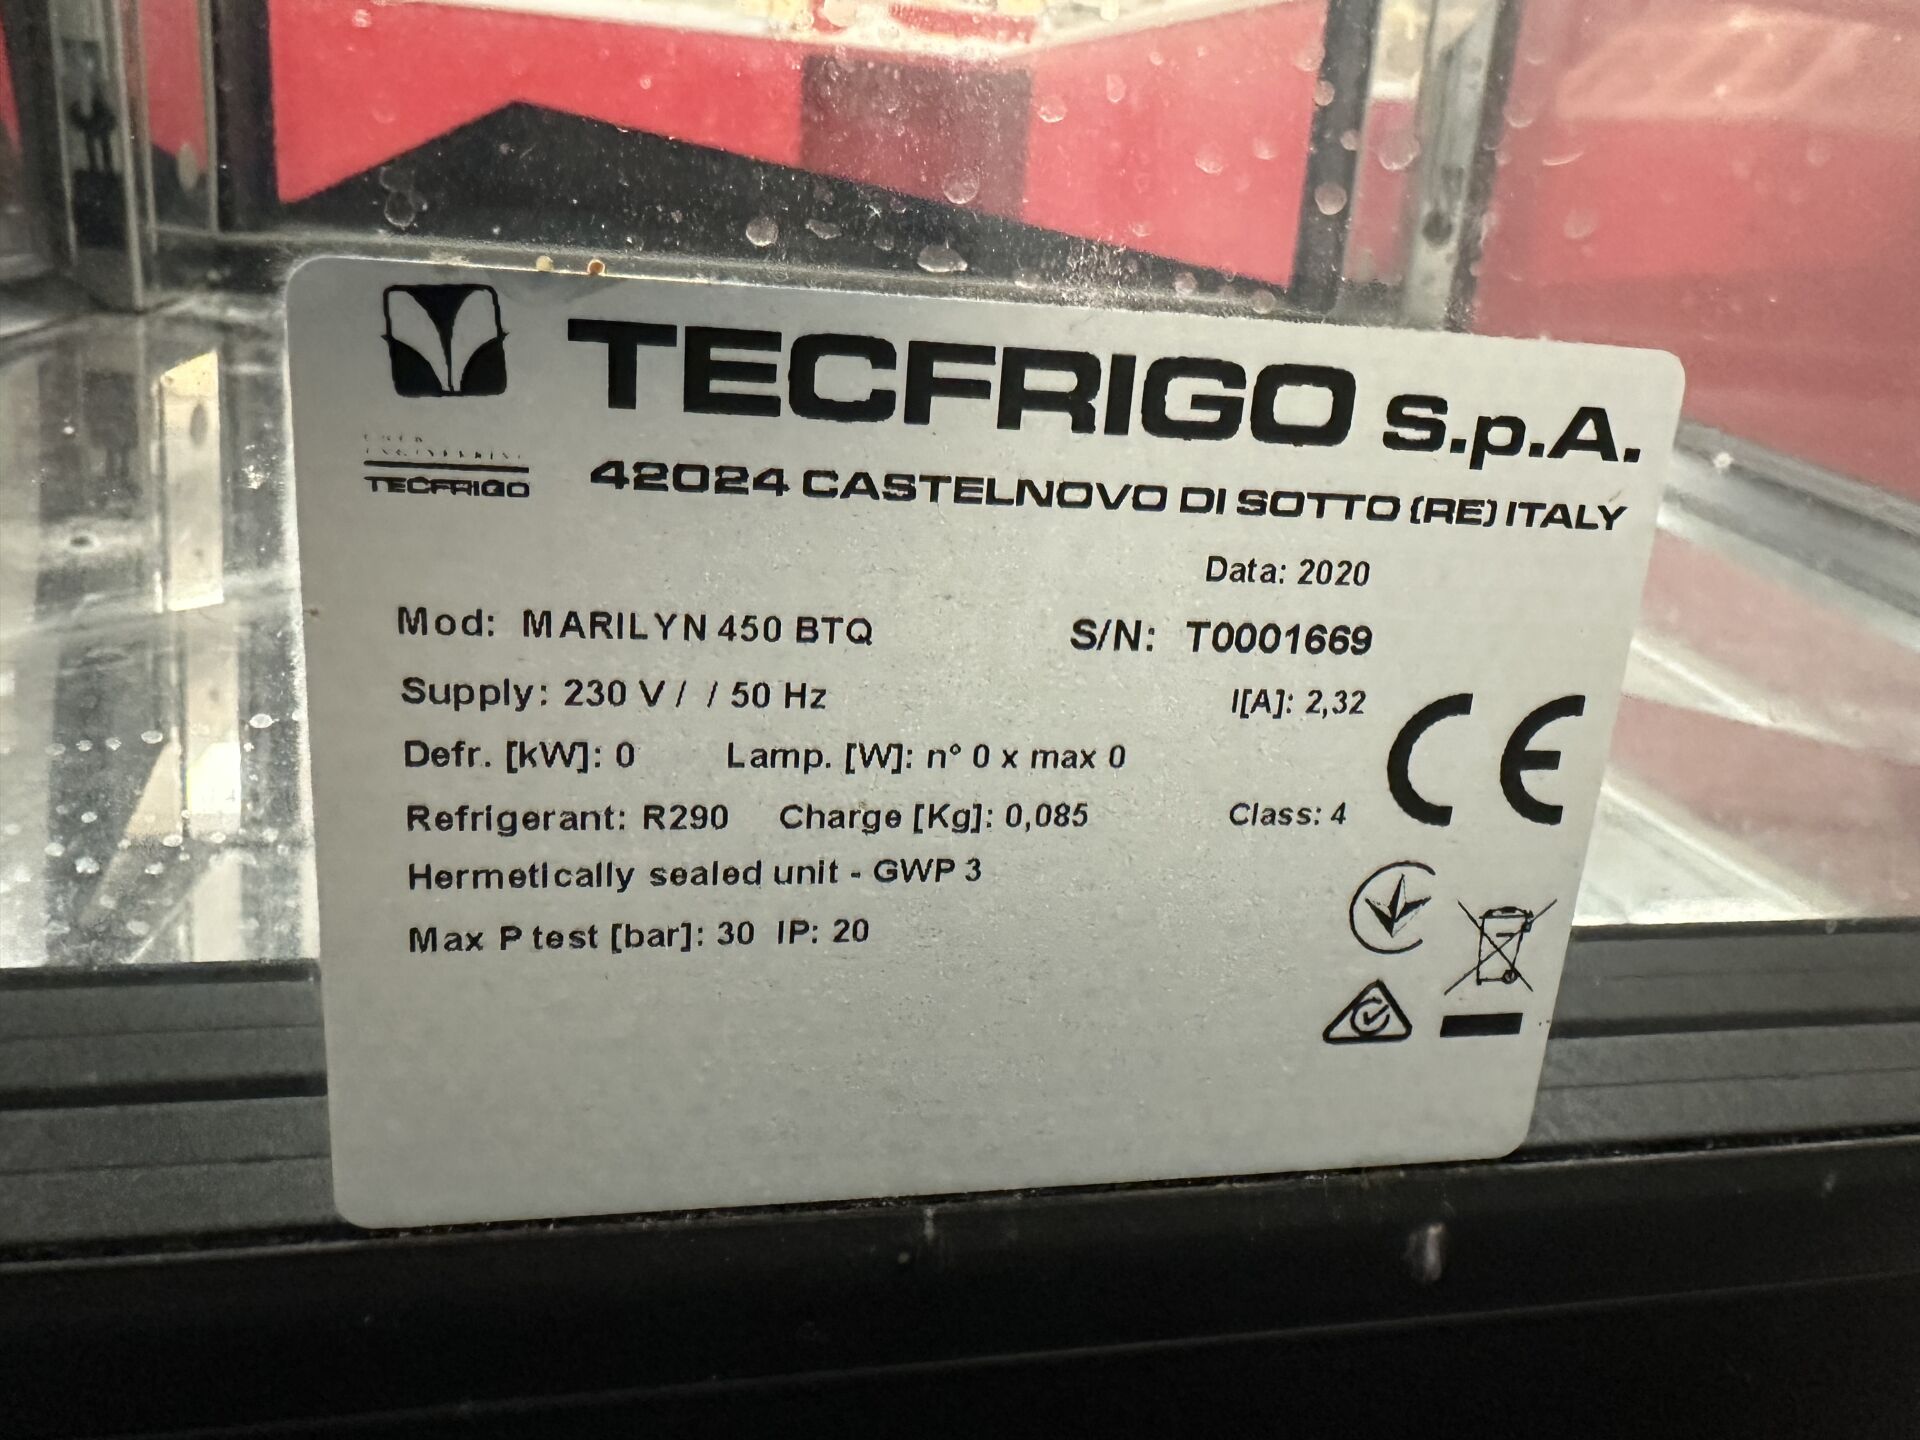 TECFRIGO S.p.A.
TECFRIGO
42024 CASTELNOVO DI SOTTO (RE) ITALY
Data: 2020
Mod: MARILYN 450 BTQ S/N: T0001669
Supply: 230 V / / 50 Hz I[A]: 2,32
Defr. [kW]: 0 Lamp. [W]: n° 0 x max 0
Refrigerant: R290 Charge [Kg]: 0,085 Class: 4
Hermetically sealed unit - GWP 3
Max P test [bar]: 30 IP: 20
CE